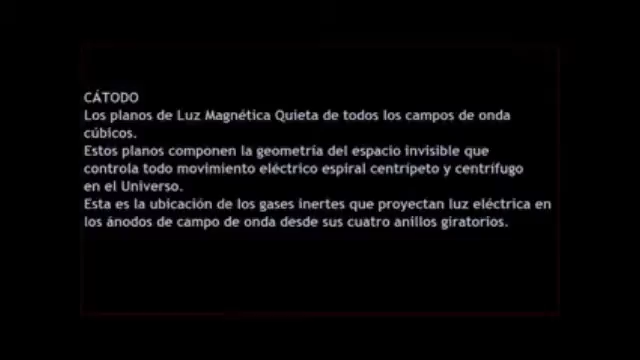 CÁTODO
Los planos de Luz Magnética Quieta de todos los campos de onda
cúbicos.
Estos planos componen la geometría del espacio invisible que
controla todo movimiento eléctrico espiral centrípeto y centrífugo
en el Universo.
Esta es la ubicación de los gases inertes que proyectan luz eléctrica en
los ánodos de campo de onda desde sus cuatro anillos giratorios.